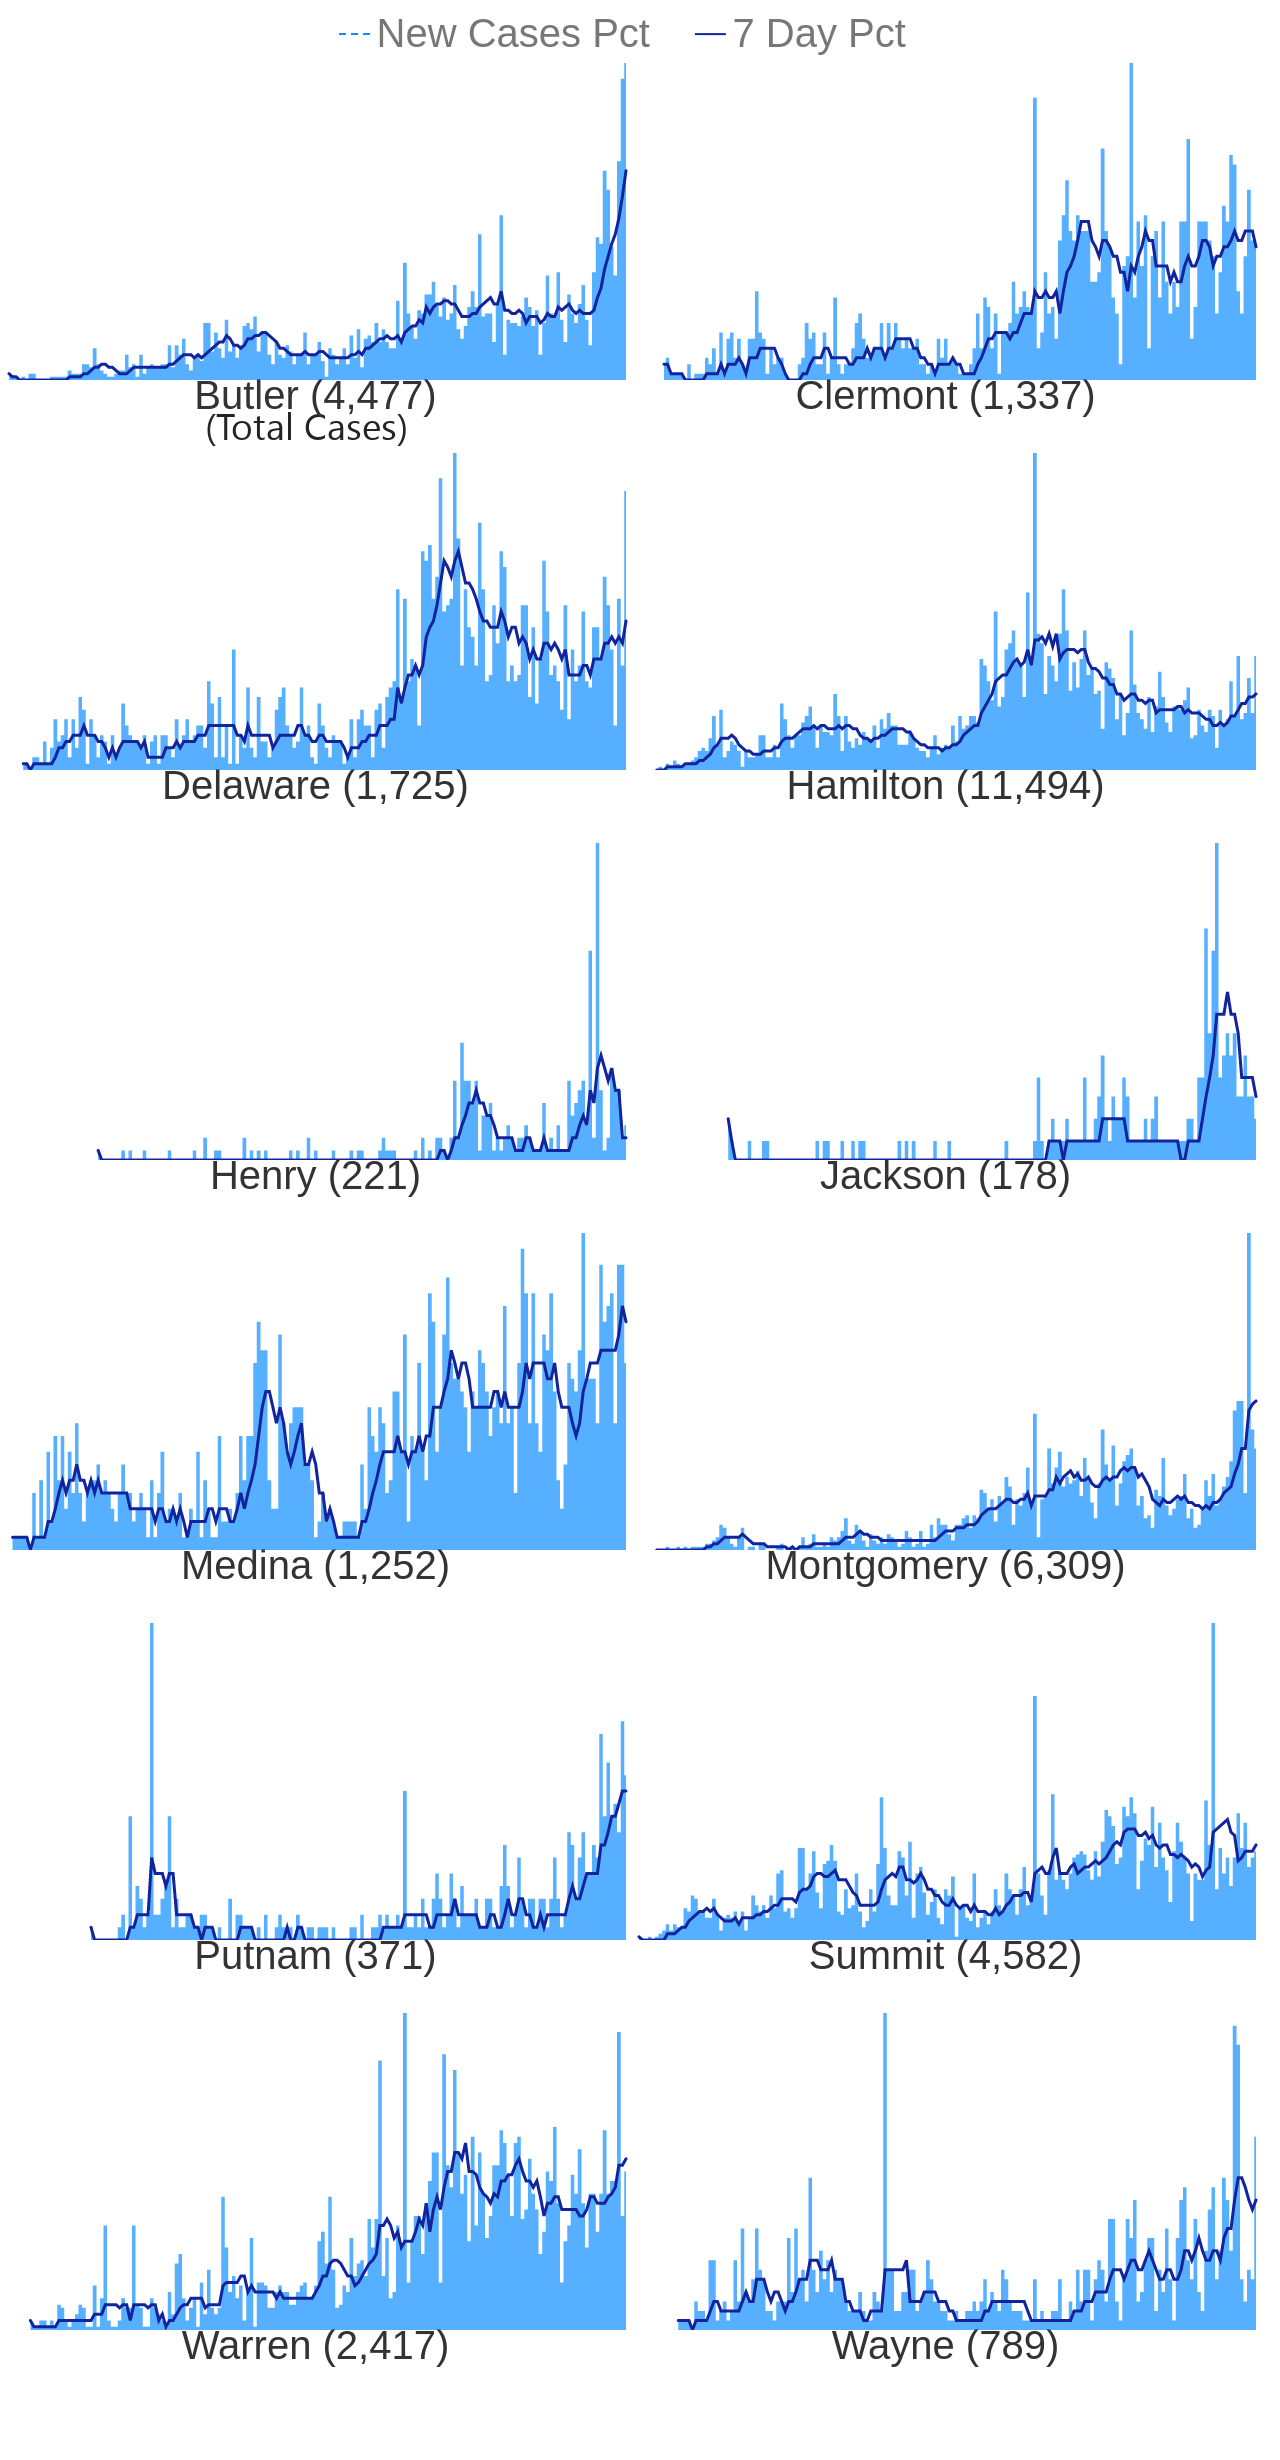 New Cases Pct 7 Day Pct
Butler (4,477) Clermont (1,337)
(Total Cases)
Delaware (1,725) Hamilton (11,494)
Henry (221) Jackson (178)
Medina (1,252) Montgomery (6,309)
Putnam (371) Summit (4,582)
Warren (2,417) Wayne (789)